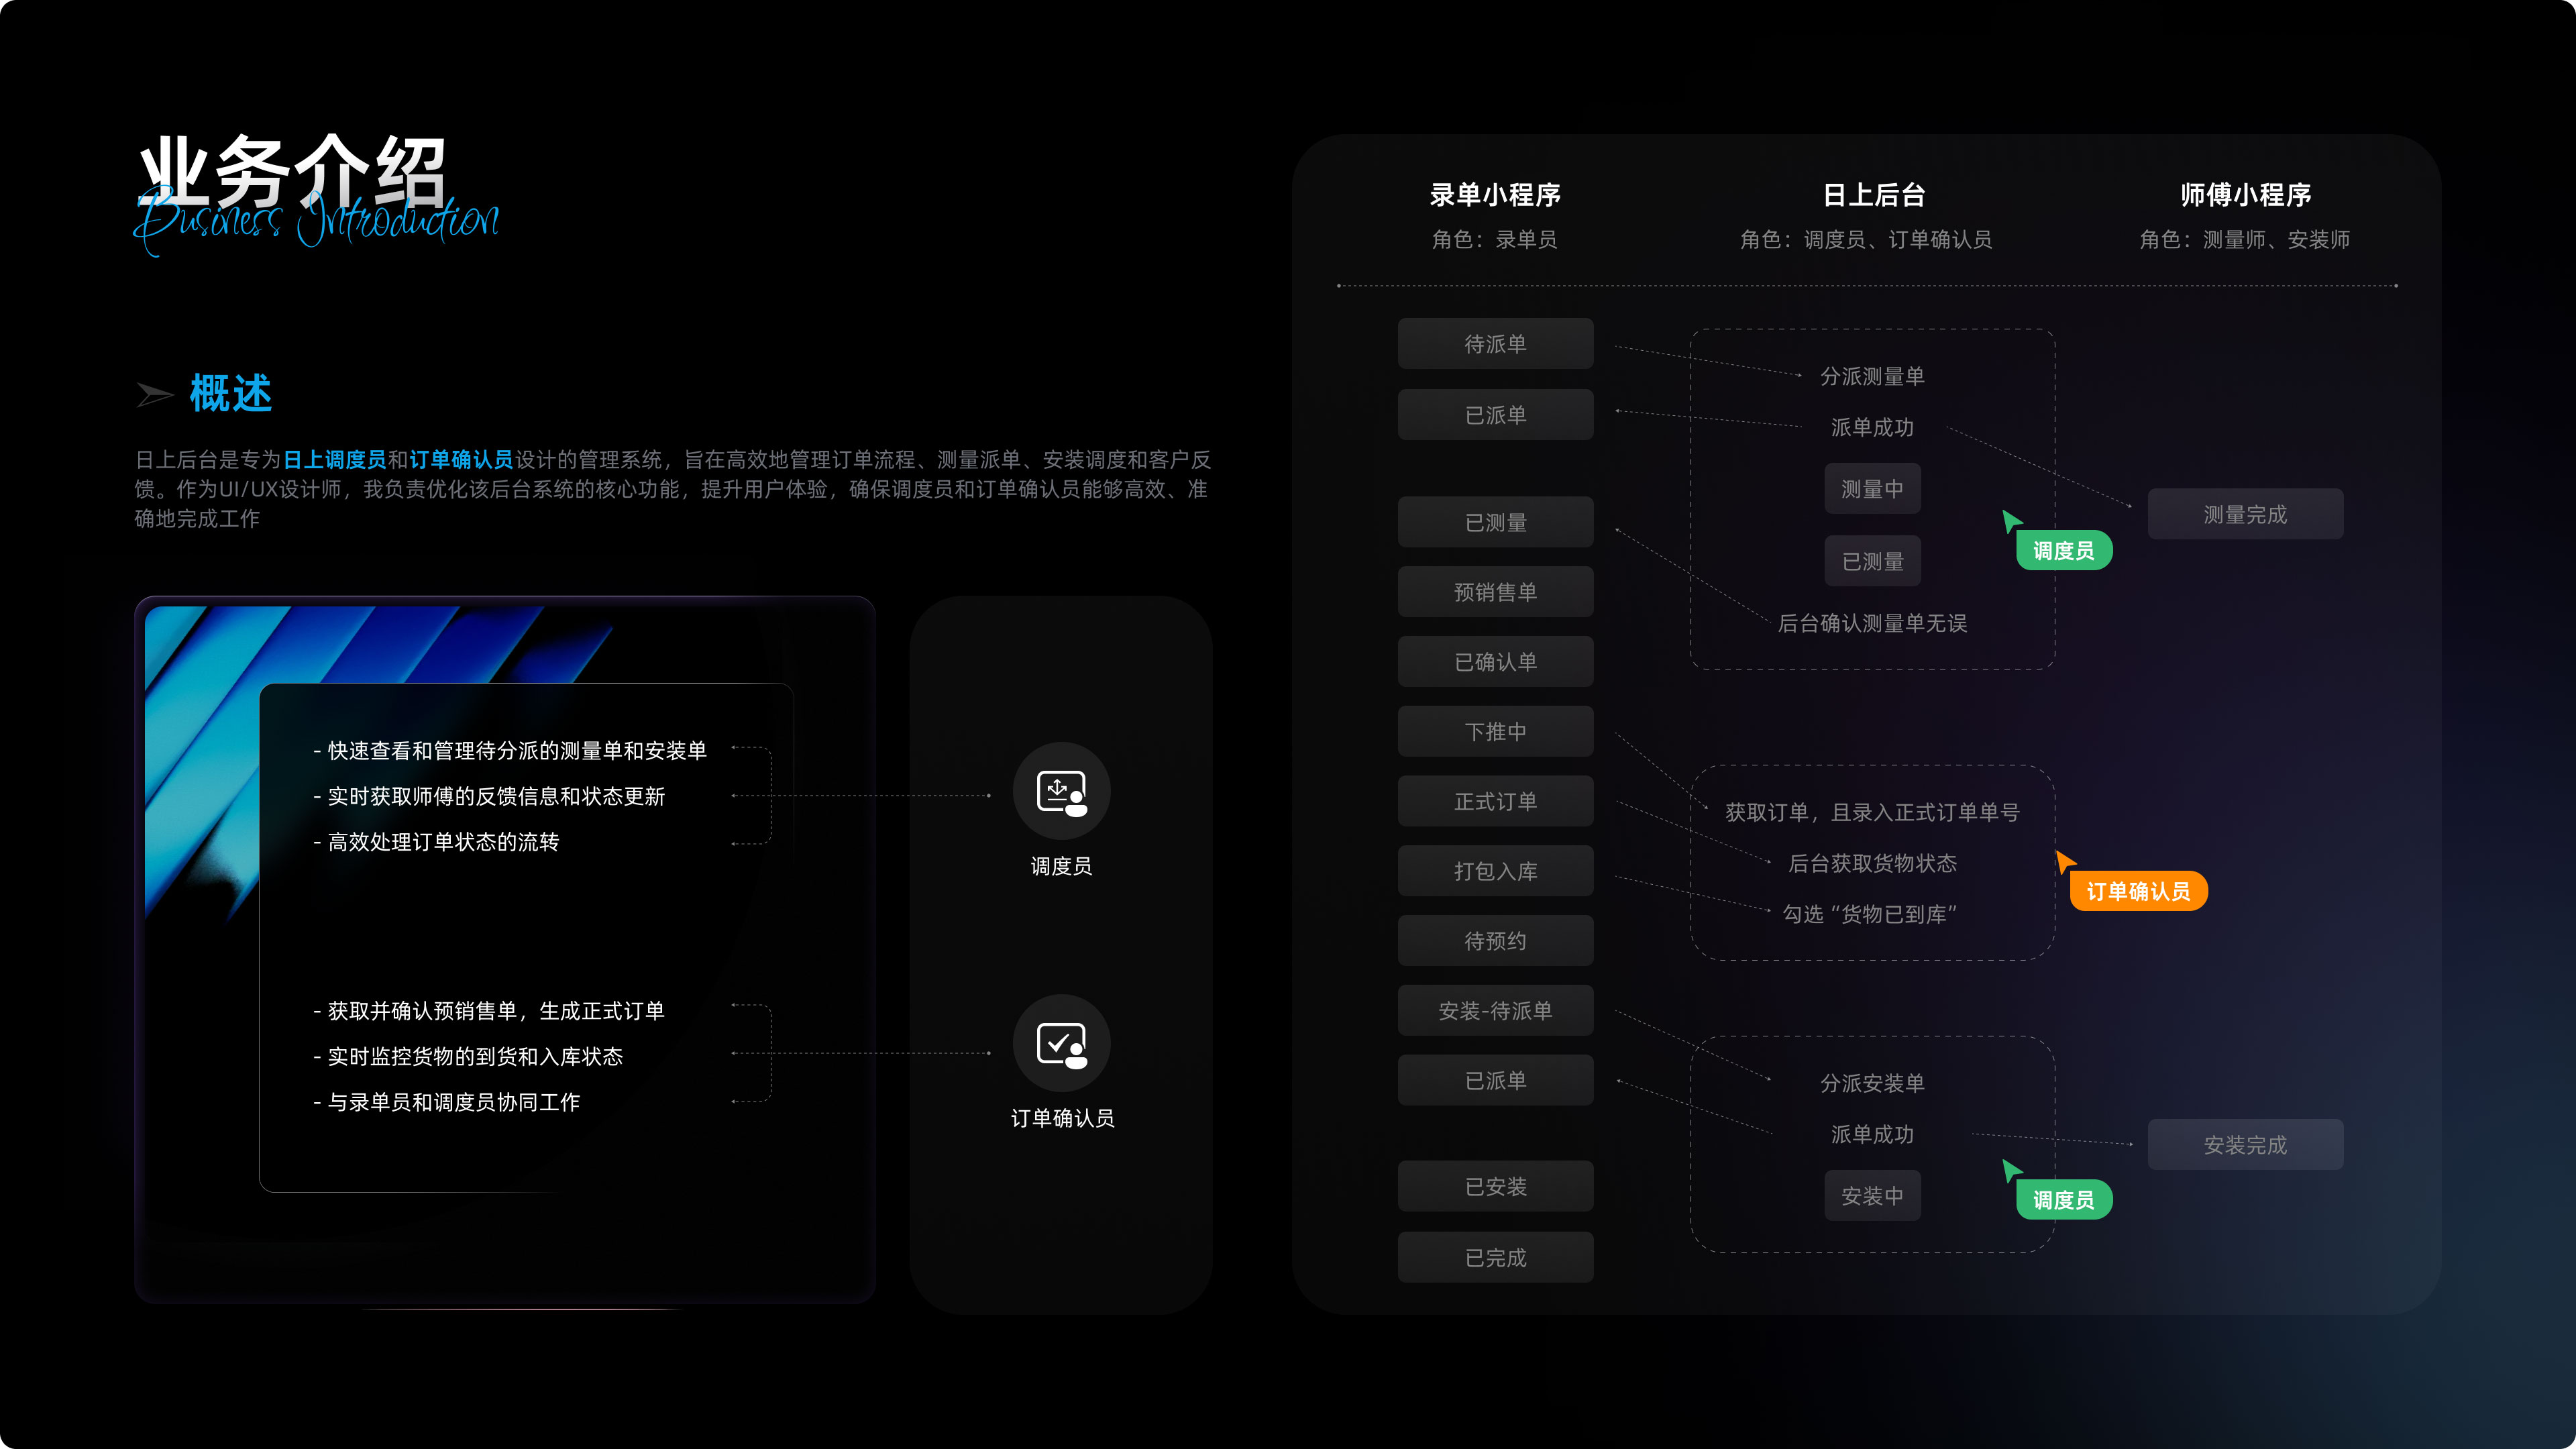 业务介绍
Business Introduction
概述
日上后台是专为日上调度员和订单确认员设计的管理系统，旨在高效地管理订单流程、测量派单、安装调度和客户反
馈。作为UI/UX设计师，我负责优化该后台系统的核心功能，提升用户体验，确保调度员和订单确认员能够高效、准
确地完成工作
- 快速查看和管理待分派的测量单和安装单
- 实时获取师傅的反馈信息和状态更新
- 高效处理订单状态的流转
调度员
- 获取并确认预销售单，生成正式订单
- 实时监控货物的到货和入库状态
- 与录单员和调度员协同工作
订单确认员
录单小程序
角色：录单员
日上后台
角色：调度员、订单确认员
师傅小程序
角色：测量师、安装师
待派单
已派单
已测量
预销售单
已确认单
下推中
正式订单
打包入库
待预约
安装-待派单
已派单
已安装
已完成
分派测量单
派单成功
测量中
已测量
后台确认测量单无误
调度员
获取订单，且录入正式订单单号
后台获取货物状态
勾选“货物已到库”
订单确认员
分派安装单
派单成功
安装中
调度员
测量完成
安装完成